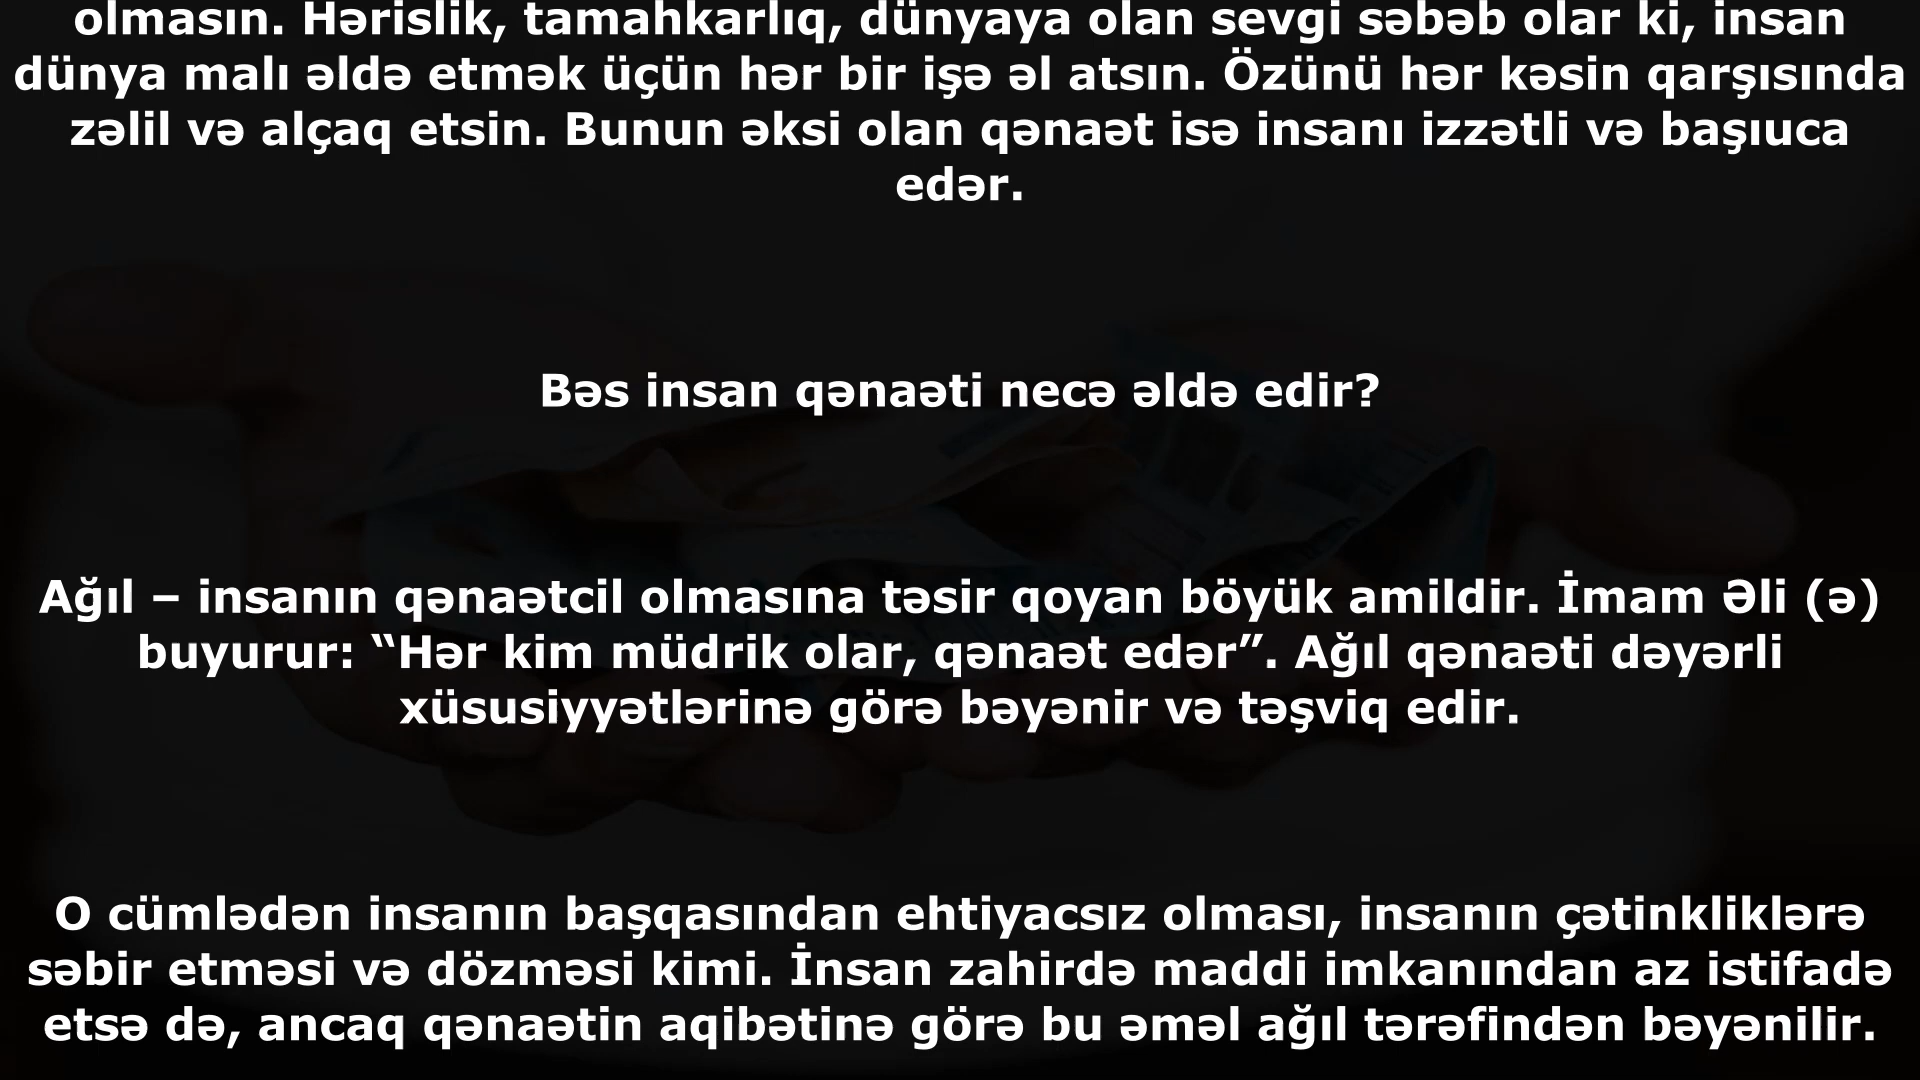 olmasın. Hərislik, tamahkarlıq, dünyaya olan sevgi səbəb olar ki, insan
dünya malı əldə etmək üçün hər bir işə əl atsın. Özünü hər kəsin qarşısında
zəlil və alçaq etsin. Bunun əksi olan qənaət isə insanı izzətli və başıuca
edər.
Bəs insan qənaəti necə əldə edir?
Ağıl – insanın qənaətcil olmasına təsir qoyan böyük amildir. İmam Əli (ə)
buyurur: “Hər kim müdrik olar, qənaət edər”. Ağıl qənaəti dəyərli
xüsusiyyətlərinə görə bəyənir və təşviq edir.
O cümlədən insanın başqasından ehtiyacsız olması, insanın çətinkliklərə
səbir etməsi və dözməsi kimi. İnsan zahirdə maddi imkanından az istifadə
etsə də, ancaq qənaətin aqibətinə görə bu əməl ağıl tərəfindən bəyənilir.